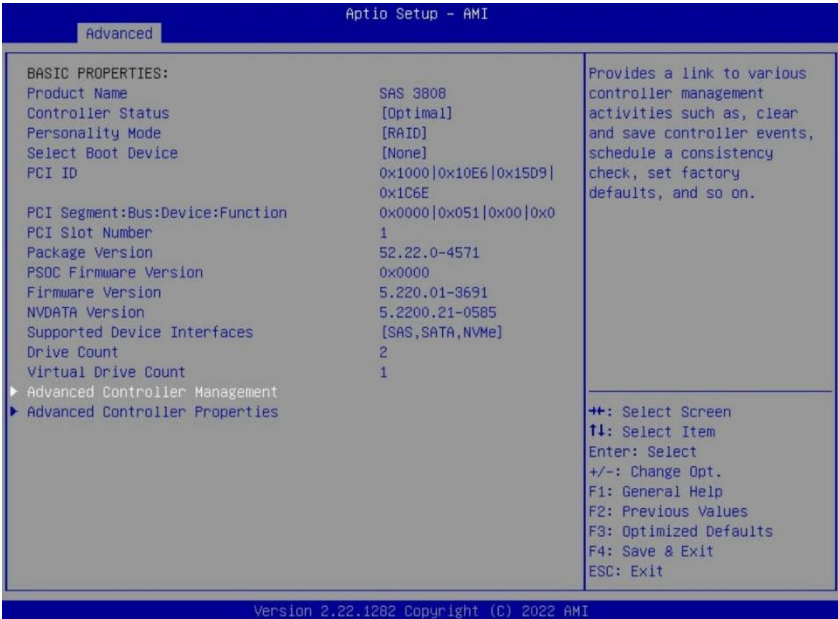 Aptio Setup - AMI
Advanced
BASIC PROPERTIES:
Product Name SAS 3808
Controller Status [Optimal]
Personality Mode [RAID]
Select Boot Device [None]
PCI ID 0x1000|0x10E6|0x15D9|
0x1C6E
PCI Segment:Bus:Device:Function 0x0000|0x051|0x00|0x0
PCI Slot Number 1
Package Version 52.22.0-4571
PSOC Firmware Version 0x0000
Firmware Version 5.220.01-3691
NVDATA Version 5.2200.21-0585
Supported Device Interfaces [SAS,SATA,NVMe]
Drive Count 2
Virtual Drive Count 1
Advanced Controller Management
Advanced Controller Properties
Provides a link to various
controller management
activities such as, clear
and save controller events,
schedule a consistency
check, set factory
defaults, and so on.
→←: Select Screen
↑↓: Select Item
Enter: Select
+/-: Change Opt.
F1: General Help
F2: Previous Values
F3: Optimized Defaults
F4: Save & Exit
ESC: Exit
Version 2.22.1282 Copyright (C) 2022 AMI